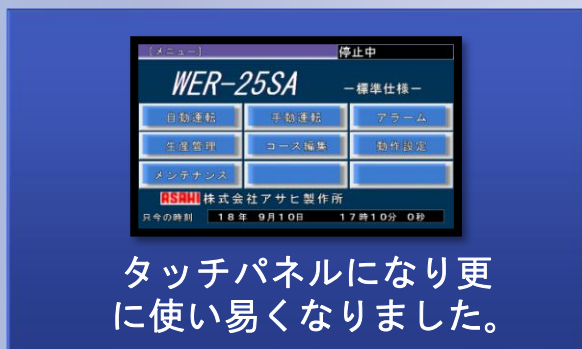 [メニュー] 停止中
WER-25SA ー標準仕様ー
自動運転 手動運転 アラーム
生産管理 コース編集 動作設定
メンテナンス
ASAHI 株式会社アサヒ製作所
只今の時刻 18年 9月10日 17時10分 0秒
タッチパネルになり更
に使い易くなりました。